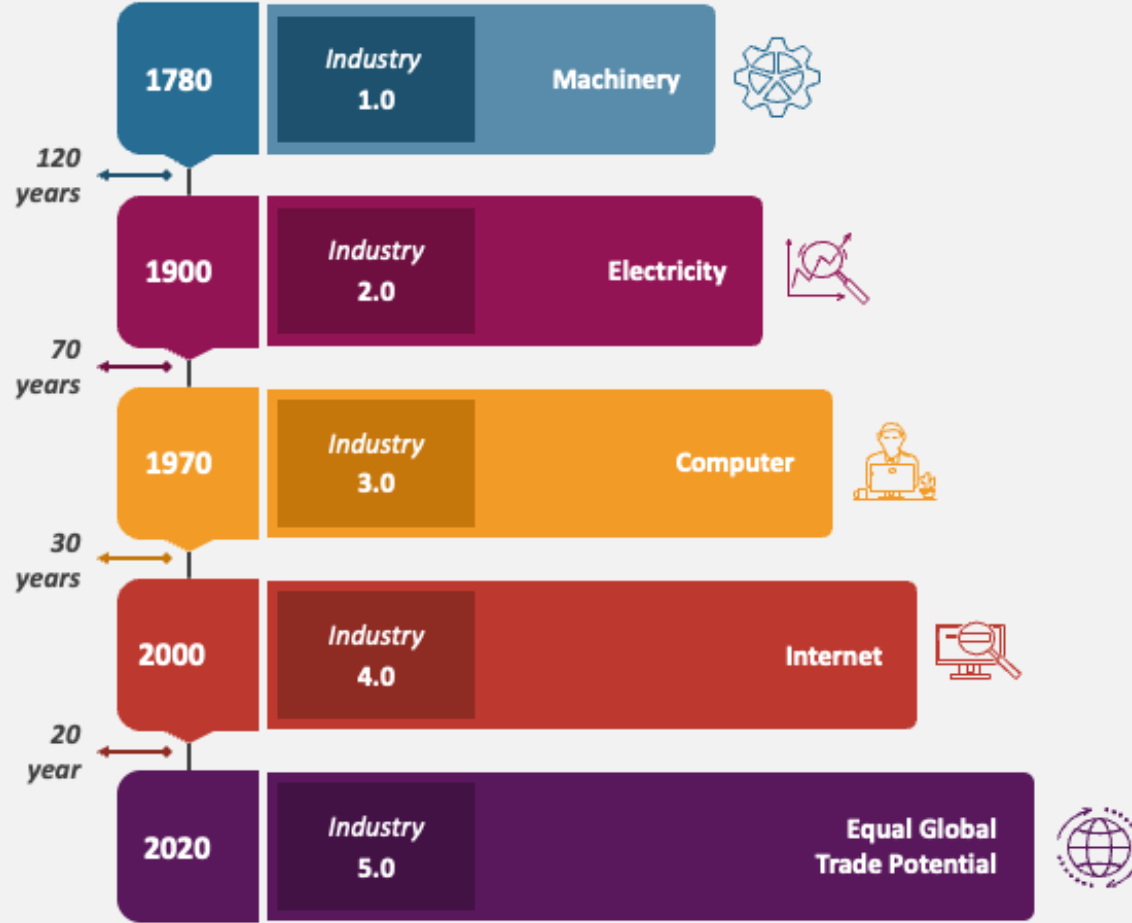 1780
Industry
1.0
Machinery
120
years
1900
Industry
2.0
Electricity
70
years
1970
Industry
3.0
Computer
30
years
2000
Industry
4.0
Internet
20
year
2020
Industry
5.0
Equal Global
Trade Potential